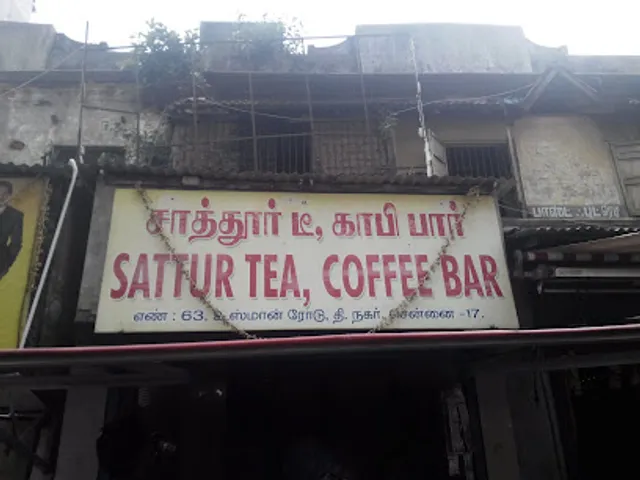 சாத்தூர் டீ, காபி பார்
SATTUR TEA, COFFEE BAR
எண் : 63, உஸ்மான் ரோடு, தி. நகர், சென்னை -17.